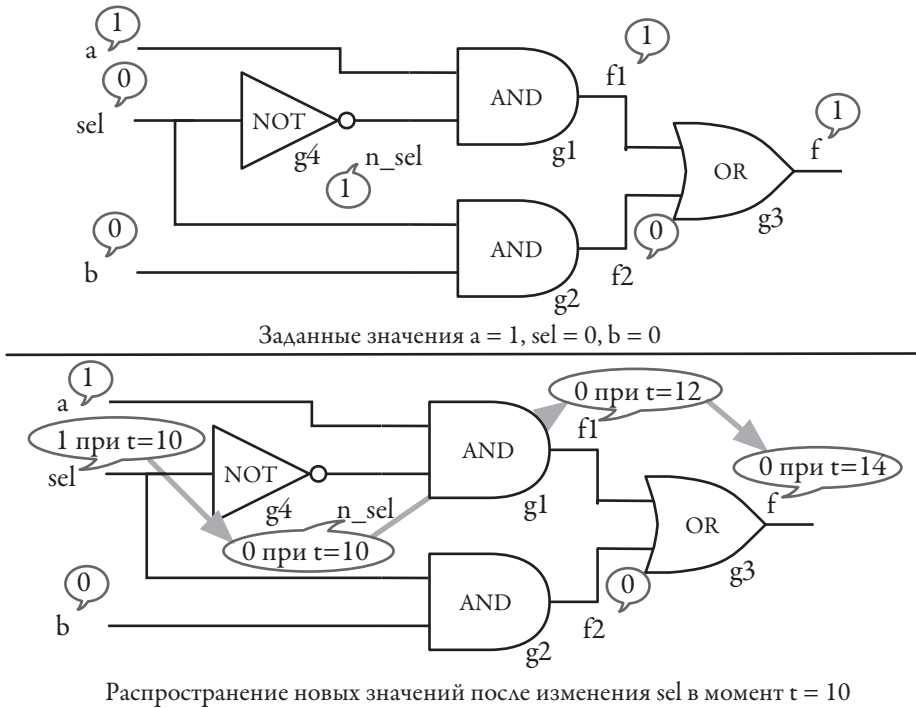 1
a
0
sel
NOT
g4
n_sel
1
AND
g1
1
f1
1
f
OR
g3
0
0
b
AND
g2
f2
Заданные значения a = 1, sel = 0, b = 0
1
a
1 при t=10
sel
NOT
g4
n_sel
0 при t=10
AND
g1
0 при t=12
f1
0 при t=14
f
OR
g3
0
0
b
AND
g2
f2
Распространение новых значений после изменения sel в момент t = 10